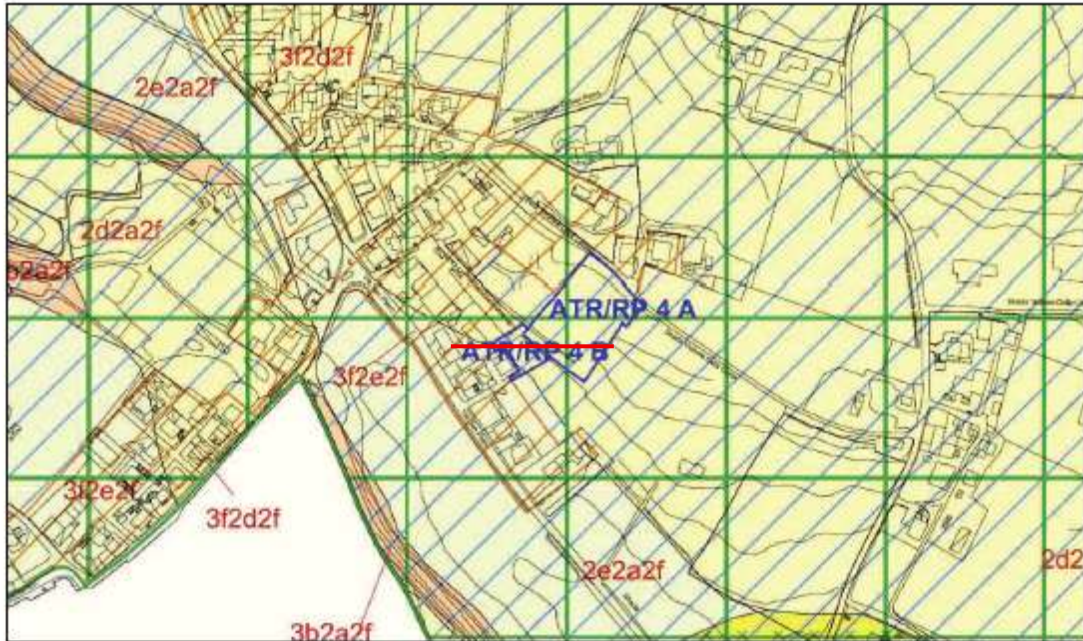 3f2d2f
2e2a2f
2d2a2f
b2a2f
ATR/RP 4 A
ATR/RP 4 B
3f2e2f
3f2e2f
3f2d2f
2e2a2f
2d2
3b2a2f